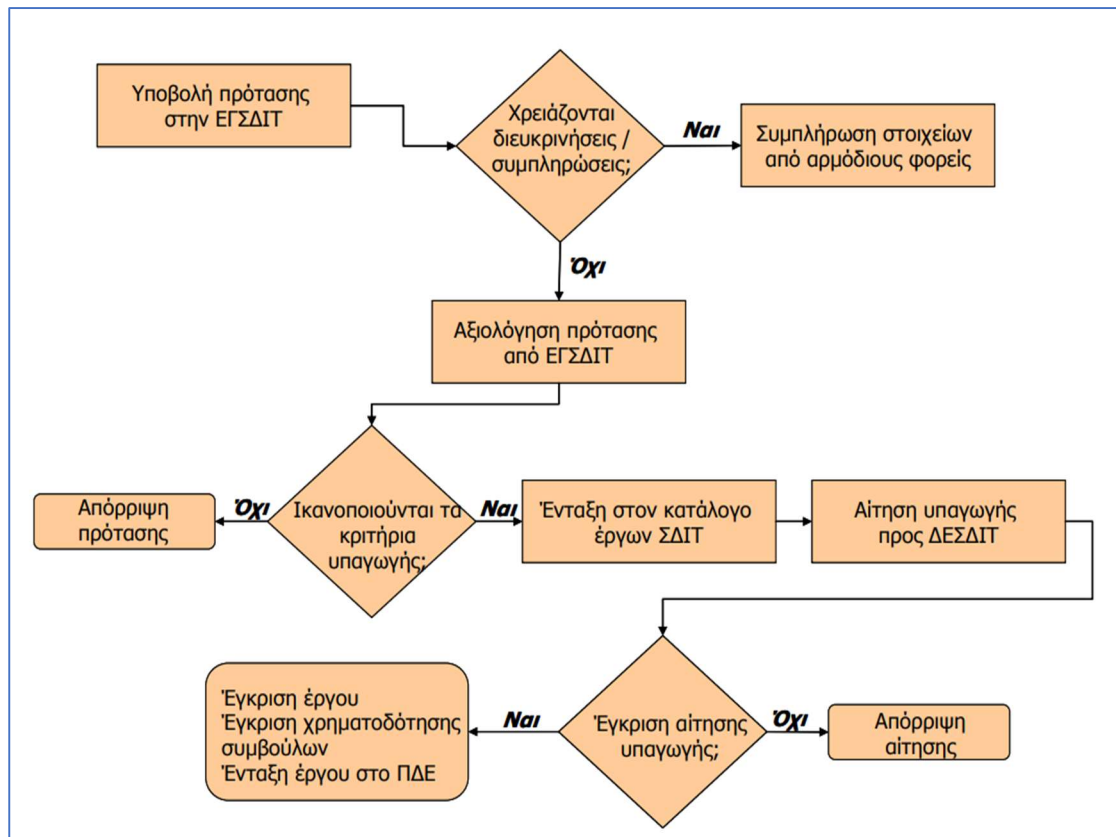 Υποβολή πρότασης
στην ΕΓΣΔΙΤ
Χρειάζονται
διευκρινήσεις /
συμπληρώσεις;
Ναι
Συμπλήρωση στοιχείων
από αρμόδιους φορείς
Όχι
Αξιολόγηση πρότασης
από ΕΓΣΔΙΤ
Απόρριψη
πρότασης
Όχι
Ικανοποιούνται τα
κριτήρια
υπαγωγής;
Ναι
Ένταξη στον κατάλογο
έργων ΣΔΙΤ
Αίτηση υπαγωγής
προς ΔΕΣΔΙΤ
Έγκριση έργου
Έγκριση χρηματοδότησης
συμβούλων
Ένταξη έργου στο ΠΔΕ
Ναι
Έγκριση αίτησης
υπαγωγής;
Όχι
Απόρριψη
αίτησης